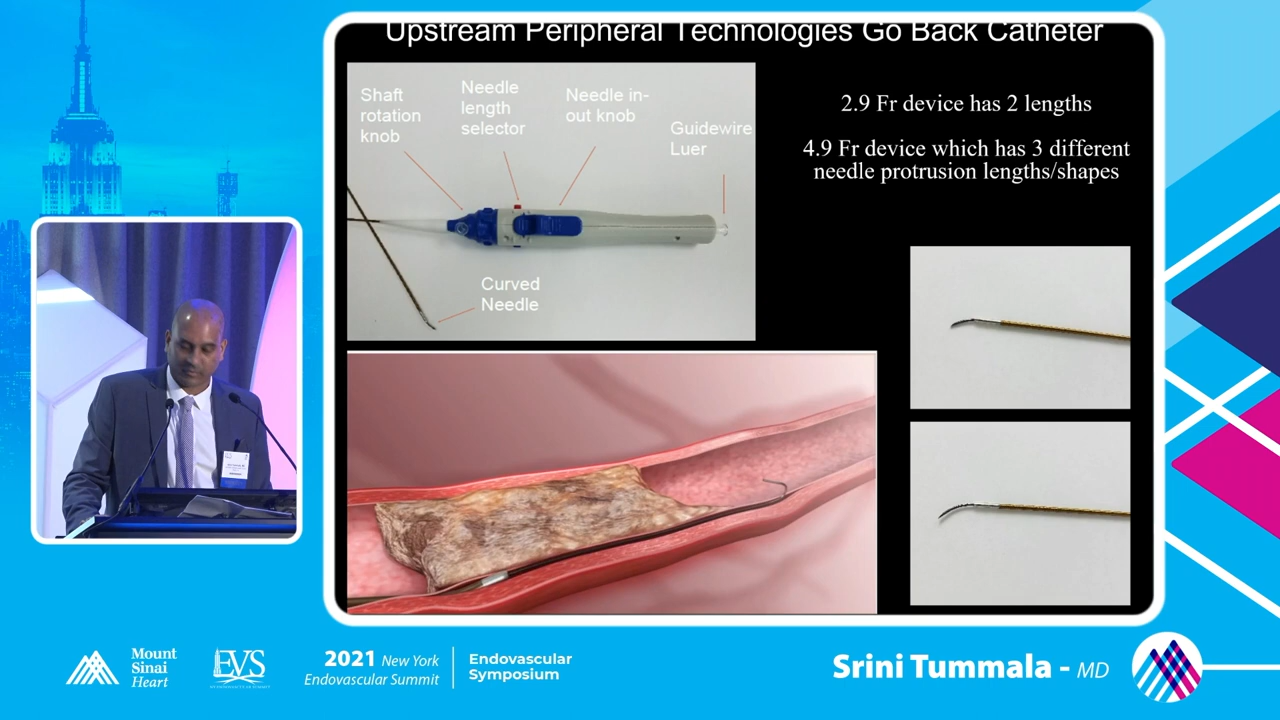 Upstream Peripheral Technologies Go Back Catheter
Shaft
rotation
knob
Needle
length
selector
Needle in-
out knob
Guidewire
Luer
Curved
Needle
2.9 Fr device has 2 lengths
4.9 Fr device which has 3 different
needle protrusion lengths/shapes
Mount
Sinai
Heart
EVS
2021 New York
Endovascular Summit
Endovascular
Symposium
Srini Tummala - MD